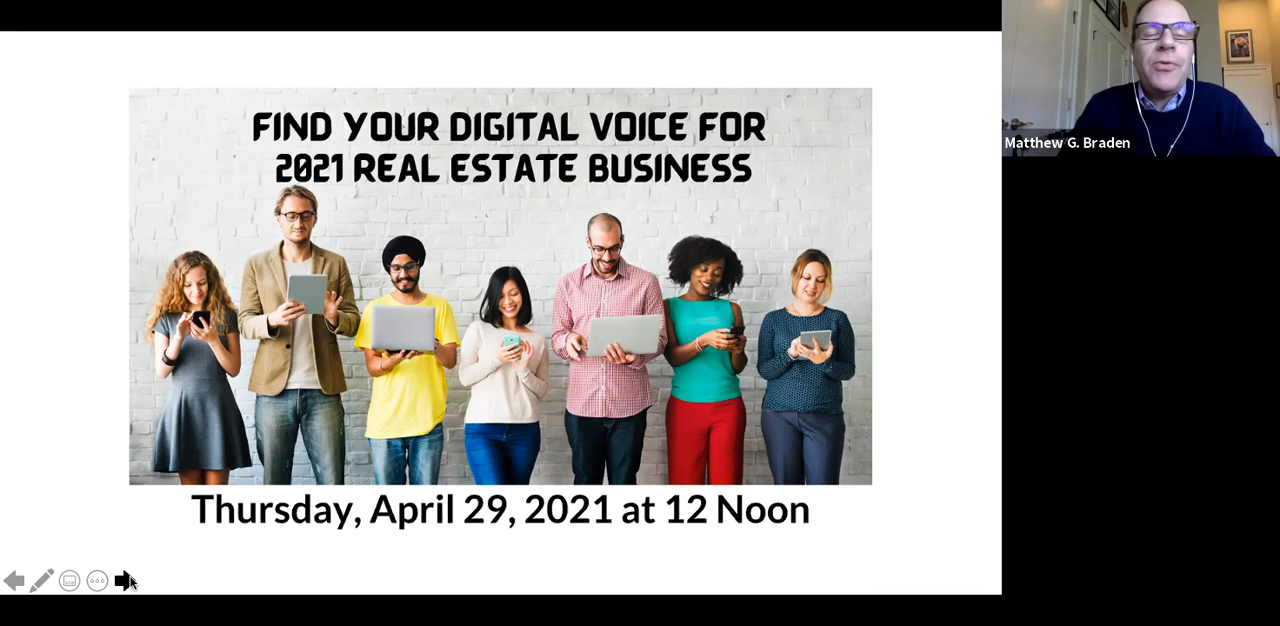 FIND YOUR DIGITAL VOICE FOR
2021 REAL ESTATE BUSINESS
Thursday, April 29, 2021 at 12 Noon
Matthew G. Braden